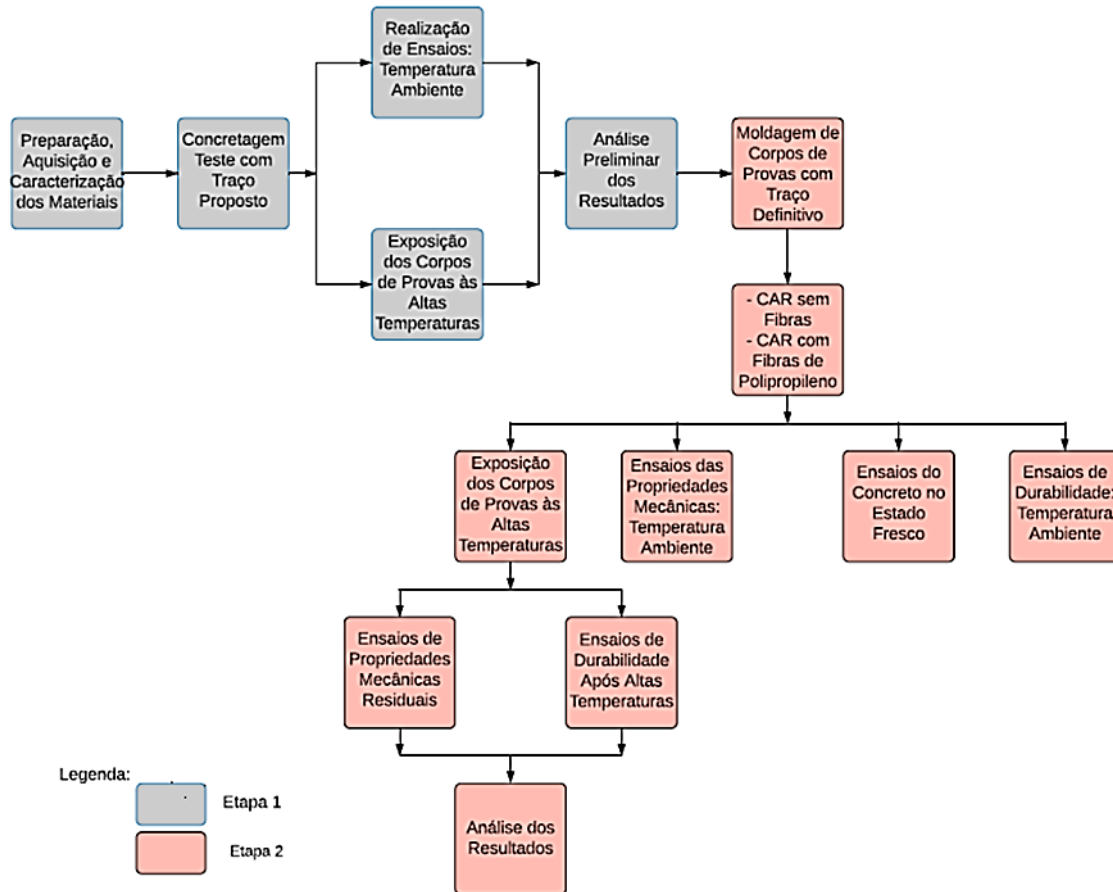 Preparação,
Aquisição e
Caracterização
dos Materiais
Concretagem
Teste com
Traço
Proposto
Realização
de Ensaios:
Temperatura
Ambiente
Exposição
dos Corpos
de Provas às
Altas
Temperaturas
Análise
Preliminar
dos
Resultados
Moldagem de
Corpos de
Provas com
Traço
Definitivo
- CAR sem
Fibras
- CAR com
Fibras de
Polipropileno
Exposição
dos Corpos
de Provas às
Altas
Temperaturas
Ensaios das
Propriedades
Mecânicas:
Temperatura
Ambiente
Ensaios do
Concreto no
Estado
Fresco
Ensaios de
Durabilidade:
Temperatura
Ambiente
Ensaios de
Propriedades
Mecânicas
Residuais
Ensaios de
Durabilidade
Após Altas
Temperaturas
Análise dos
Resultados
Legenda:
Etapa 1
Etapa 2